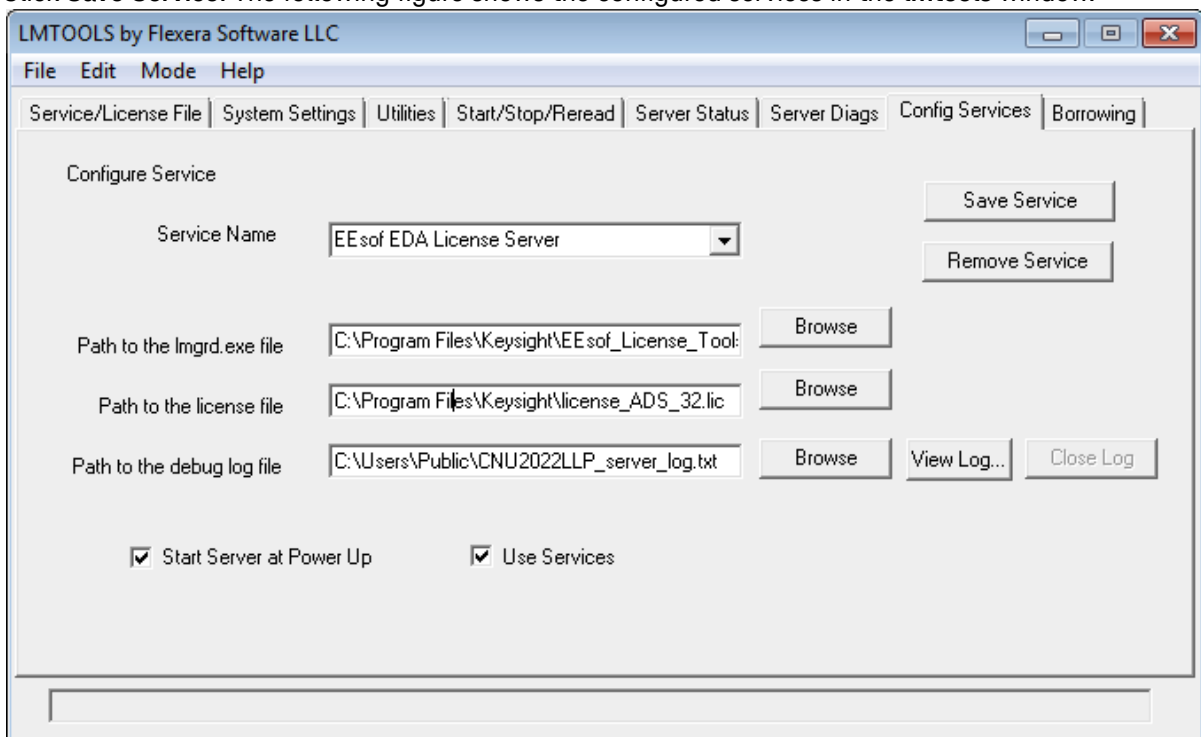 Click Save Service. The following figure shows the configured services in the lmtools window.
LMTOOLS by Flexera Software LLC
File Edit Mode Help
Service/License File System Settings Utilities Start/Stop/Reread Server Status Server Diags Config Services Borrowing
Configure Service
Save Service
Service Name EEsof EDA License Server
Remove Service
Path to the lmgrd.exe file C:\Program Files\Keysight\EEsof_License_Tool Browse
Path to the license file C:\Program Files\Keysight\license_ADS_32.lic Browse
Path to the debug log file C:\Users\Public\CNU2022LLP_server_log.txt Browse View Log... Close Log
Start Server at Power Up Use Services